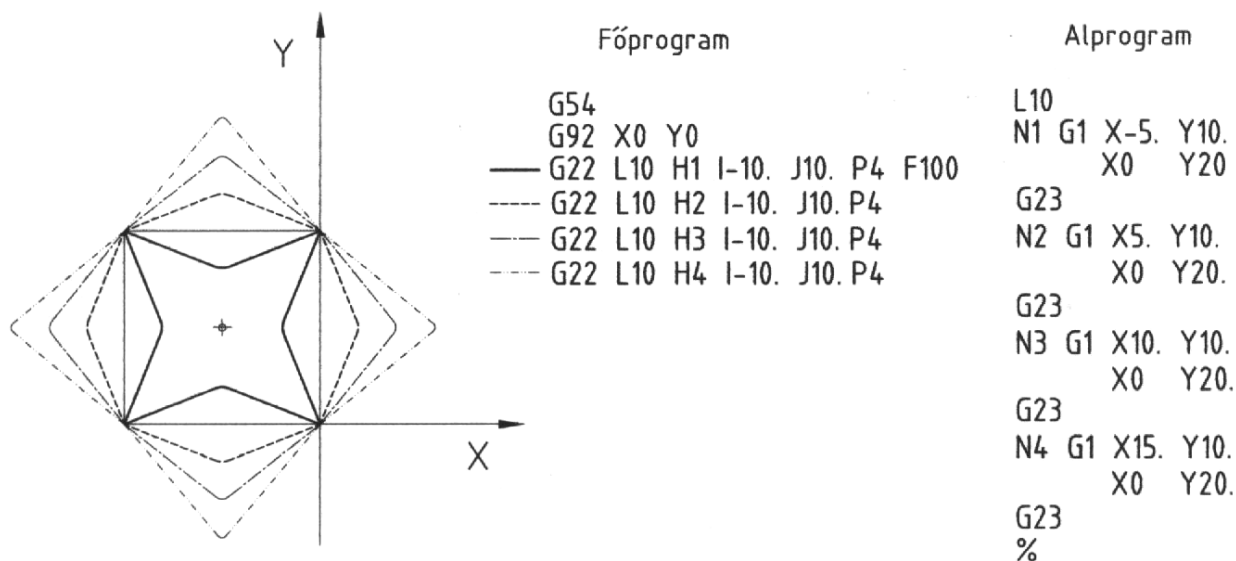 Y
X
Főprogram
G54
G92 X0 Y0
G22 L10 H1 I-10. J10. P4 F100
G22 L10 H2 I-10. J10. P4
G22 L10 H3 I-10. J10. P4
G22 L10 H4 I-10. J10. P4
Alprogram
L10
N1 G1 X-5. Y10.
X0 Y20
G23
N2 G1 X5. Y10.
X0 Y20.
G23
N3 G1 X10. Y10.
X0 Y20.
G23
N4 G1 X15. Y10.
X0 Y20.
G23
%